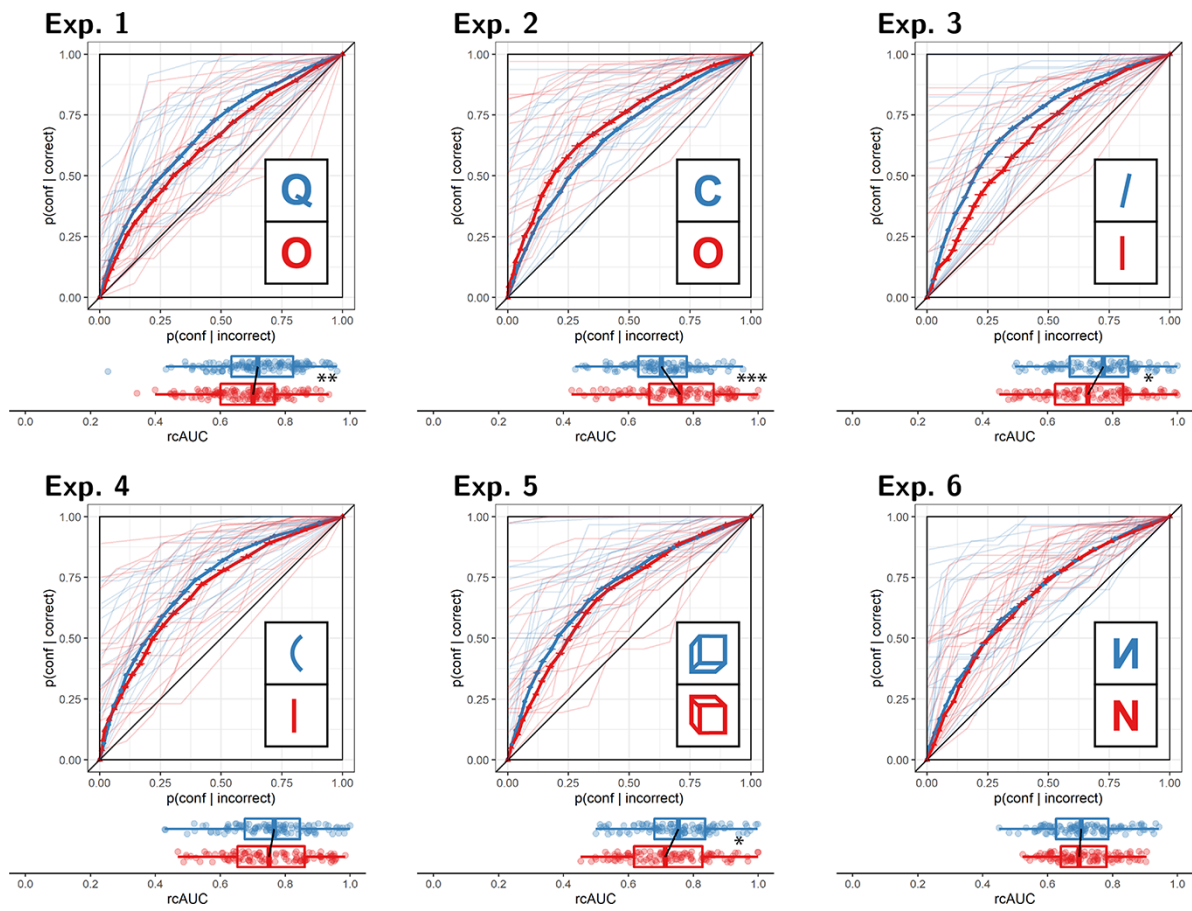 Exp. 1
1.00
0.75
0.50
0.25
0.00
p(conf | correct)
Q
O
0.00 0.25 0.50 0.75 1.00
p(conf | incorrect)
**
0.0 0.2 0.4 0.6 0.8 1.0
rcAUC
Exp. 2
1.00
0.75
0.50
0.25
0.00
p(conf | correct)
C
O
0.00 0.25 0.50 0.75 1.00
p(conf | incorrect)
***
0.0 0.2 0.4 0.6 0.8 1.0
rcAUC
Exp. 3
1.00
0.75
0.50
0.25
0.00
p(conf | correct)
/
|
0.00 0.25 0.50 0.75 1.00
p(conf | incorrect)
*
0.0 0.2 0.4 0.6 0.8 1.0
rcAUC
Exp. 4
1.00
0.75
0.50
0.25
0.00
p(conf | correct)
(
|
0.00 0.25 0.50 0.75 1.00
p(conf | incorrect)
0.0 0.2 0.4 0.6 0.8 1.0
rcAUC
Exp. 5
1.00
0.75
0.50
0.25
0.00
p(conf | correct)
0.00 0.25 0.50 0.75 1.00
p(conf | incorrect)
*
0.0 0.2 0.4 0.6 0.8 1.0
rcAUC
Exp. 6
1.00
0.75
0.50
0.25
0.00
p(conf | correct)
И
N
0.00 0.25 0.50 0.75 1.00
p(conf | incorrect)
0.0 0.2 0.4 0.6 0.8 1.0
rcAUC